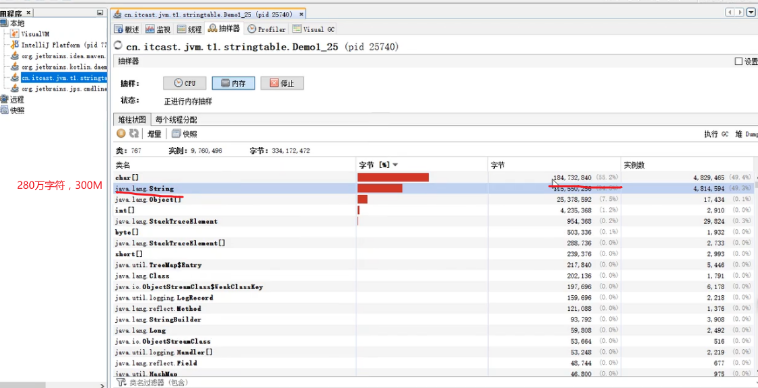 用程序 ×
本地
VisualVM
IntelliJ Platform (pid 77
org.jetbrains.idea.maven.
org.jetbrains.kotlin.daem
cn.itcast.jvm.t1.stringta
org.jetbrains.jps.cmdline
远程
快照
280万字符，300M
cn.itcast.jvm.t1.stringtable.Demo1_25 (pid 25740) ×
概述 监视 线程 抽样器 Profiler Visual GC
cn.itcast.jvm.t1.stringtable.Demo1_25 (pid 25740)
抽样器 设置
抽样： CPU 内存 停止
状态： 正进行内存抽样
堆柱状图 每个线程分配
增量 快照 执行 GC 堆 Dump
类：767 实例：9,760,496 字节：334,172,472
类名 字节 [%] 字节 实例数
char[] 184,732,840 4,829,465 (49.4%)
java.lang.String 4,814,594 (49.3%)
java.lang.Object[] 25,378,592 (7.5%) 17,434 (0.1%)
int[] 4,235,368 (1.2%) 2,910 (0.0%)
java.lang.StackTraceElement 954,368 (0.2%) 29,824 (0.3%)
byte[] 503,336 (0.1%) 1,932 (0.0%)
java.lang.StackTraceElement[] 288,736 (0.0%) 2,733 (0.0%)
short[] 239,376 (0.0%) 2,993 (0.0%)
java.util.TreeMap$Entry 217,840 (0.0%) 5,446 (0.0%)
java.lang.Class 202,136 (0.0%) 1,791 (0.0%)
java.io.ObjectStreamClass$WeakClassKey 197,696 (0.0%) 6,178 (0.0%)
java.util.logging.LogRecord 159,696 (0.0%) 2,218 (0.0%)
java.lang.reflect.Method 121,088 (0.0%) 1,376 (0.0%)
java.lang.StringBuilder 93,792 (0.0%) 3,908 (0.0%)
java.lang.Long 59,808 (0.0%) 2,492 (0.0%)
java.io.ObjectStreamClass 53,664 (0.0%) 516 (0.0%)
java.util.logging.Handler[] 53,248 (0.0%) 2,219 (0.0%)
java.lang.reflect.Field 48,744 (0.0%) 677 (0.0%)
java.util.HashMap 46,800 (0.0%) 975 (0.0%)
类名过滤器 (包含)